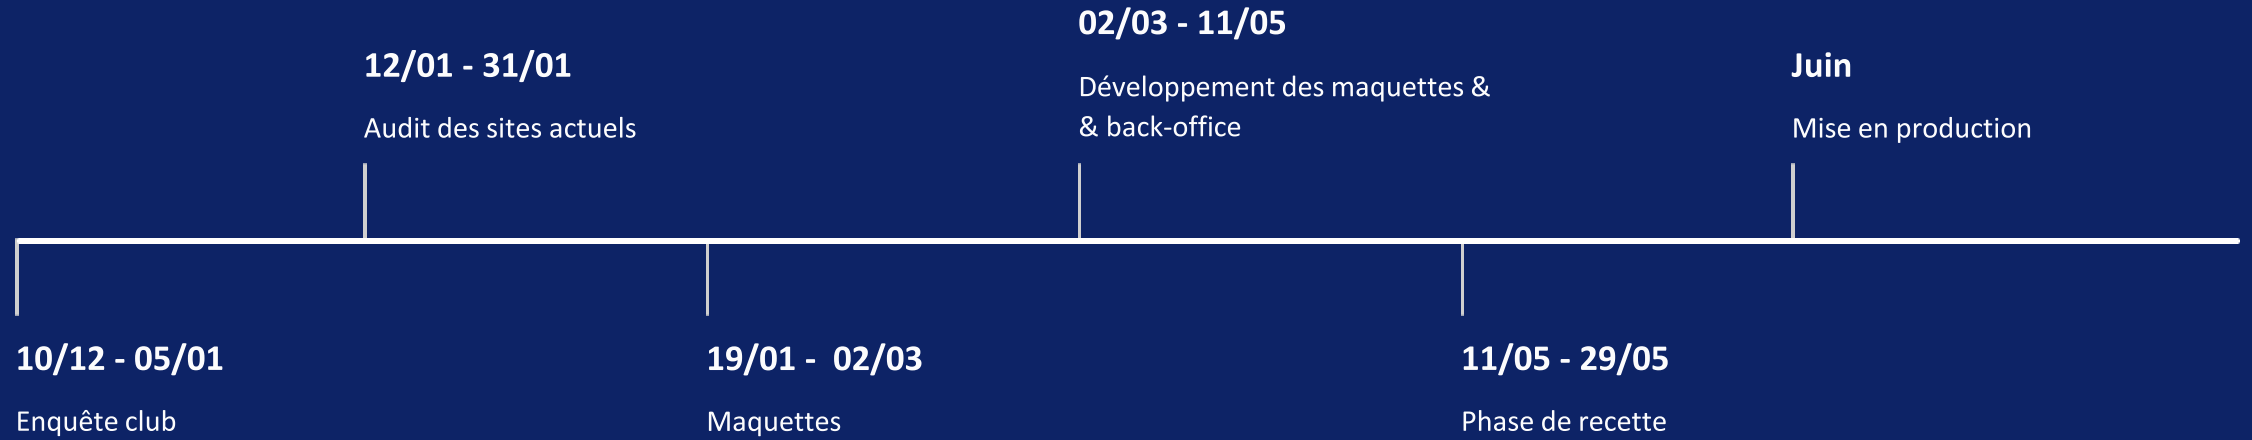 10/12 - 05/01
Enquête club
12/01 - 31/01
Audit des sites actuels
19/01 -  02/03
Maquettes
02/03 - 11/05
Développement des maquettes &
& back-office
11/05 - 29/05
Phase de recette
Juin
Mise en production